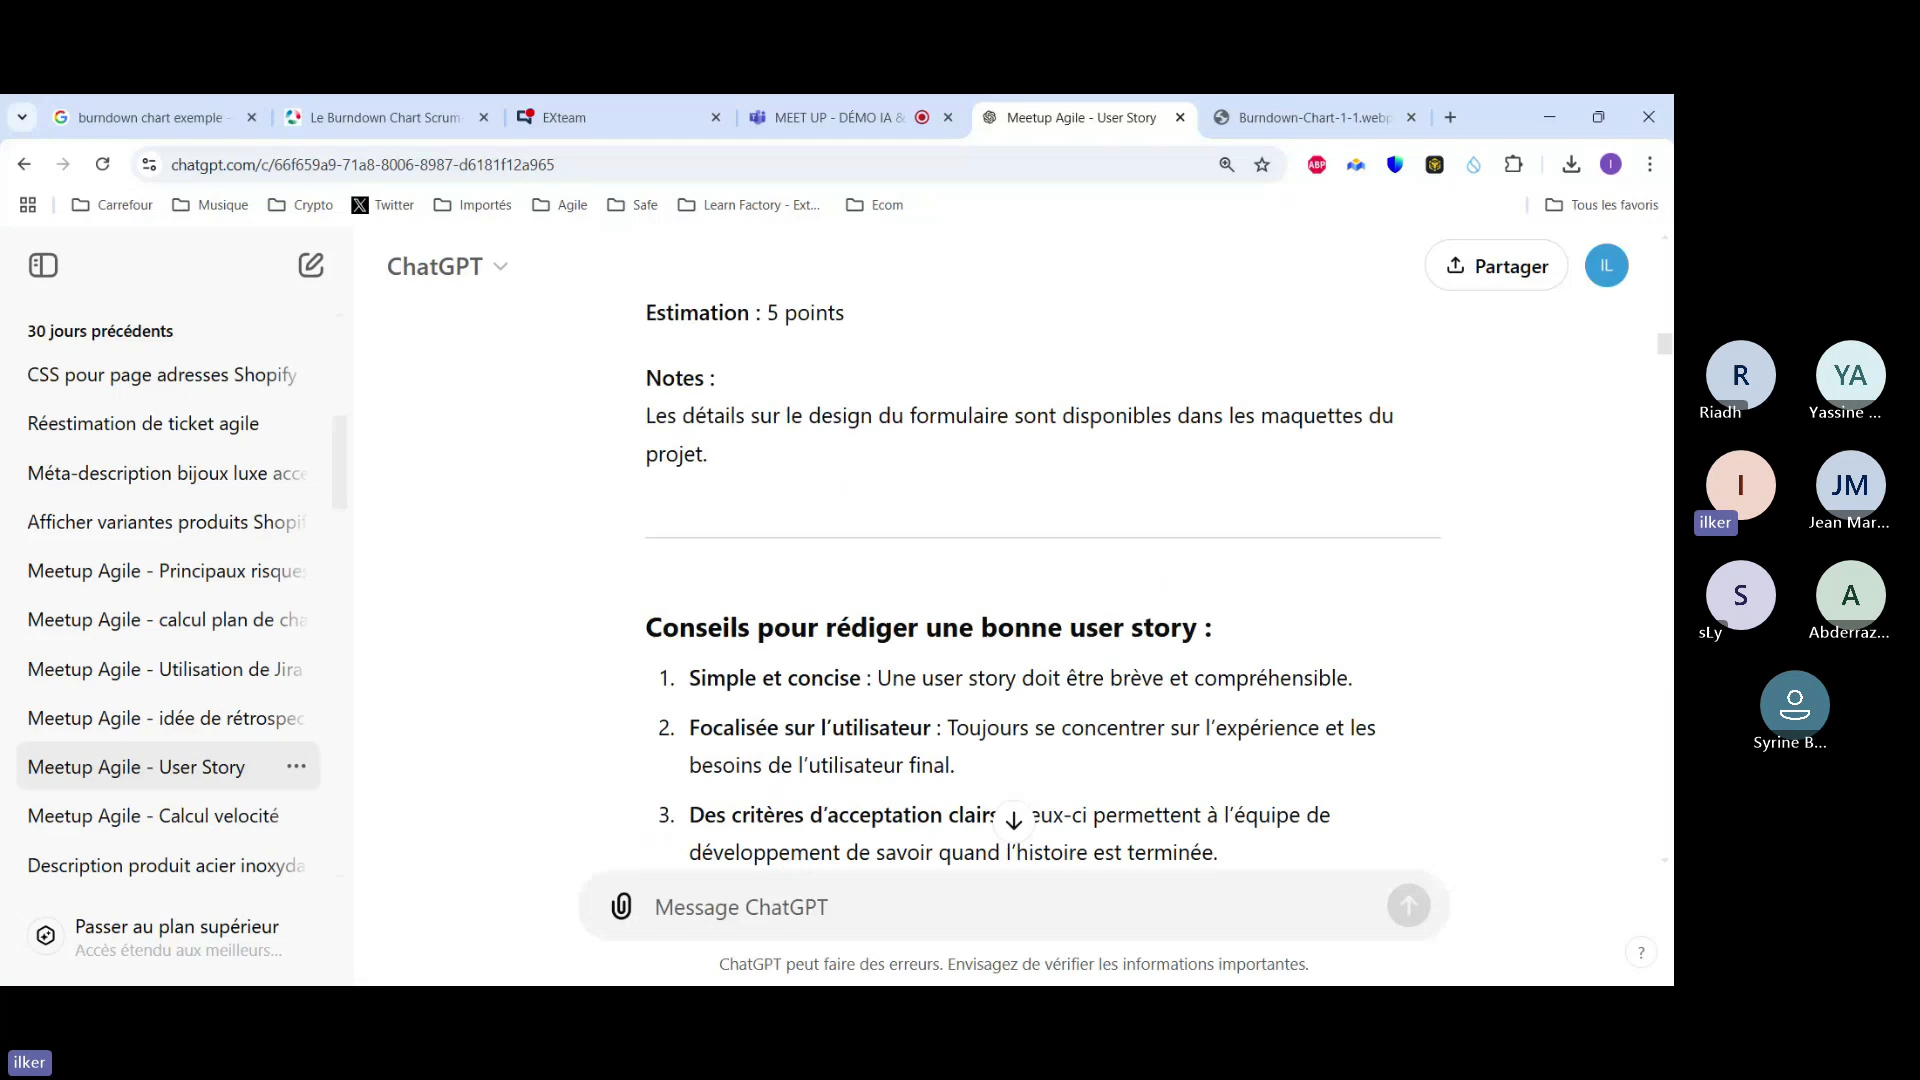 burndown chart exemple
Le Burndown Chart Scrum
EXteam
MEET UP - DÉMO IA &
Meetup Agile - User Story
Burndown-Chart-1-1.webp
chatgpt.com/c/66f659a9-71a8-8006-8987-d6181f12a965
ABP
I
Carrefour
Musique
Crypto
Twitter
Importés
Agile
Safe
Learn Factory - Ext...
Ecom
Tous les favoris
ChatGPT
Partager
IL
30 jours précédents
CSS pour page adresses Shopify
Réestimation de ticket agile
Méta-description bijoux luxe acce
Afficher variantes produits Shopif
Meetup Agile - Principaux risques
Meetup Agile - calcul plan de cha
Meetup Agile - Utilisation de Jira
Meetup Agile - idée de rétrospec
Meetup Agile - User Story
Meetup Agile - Calcul velocité
Description produit acier inoxyda
Passer au plan supérieur
Accès étendu aux meilleurs...
Estimation : 5 points
Notes :
Les détails sur le design du formulaire sont disponibles dans les maquettes du
projet.
Conseils pour rédiger une bonne user story :
1. Simple et concise : Une user story doit être brève et compréhensible.
2. Focalisée sur l'utilisateur : Toujours se concentrer sur l'expérience et les
besoins de l'utilisateur final.
3. Des critères d'acceptation clairs eux-ci permettent à l'équipe de
développement de savoir quand l'histoire est terminée.
Message ChatGPT
ChatGPT peut faire des erreurs. Envisagez de vérifier les informations importantes.
?
R
Riadh
YA
Yassine ...
I
ilker
JM
Jean Mar...
S
sLy
A
Abderraz...
Syrine B...
ilker